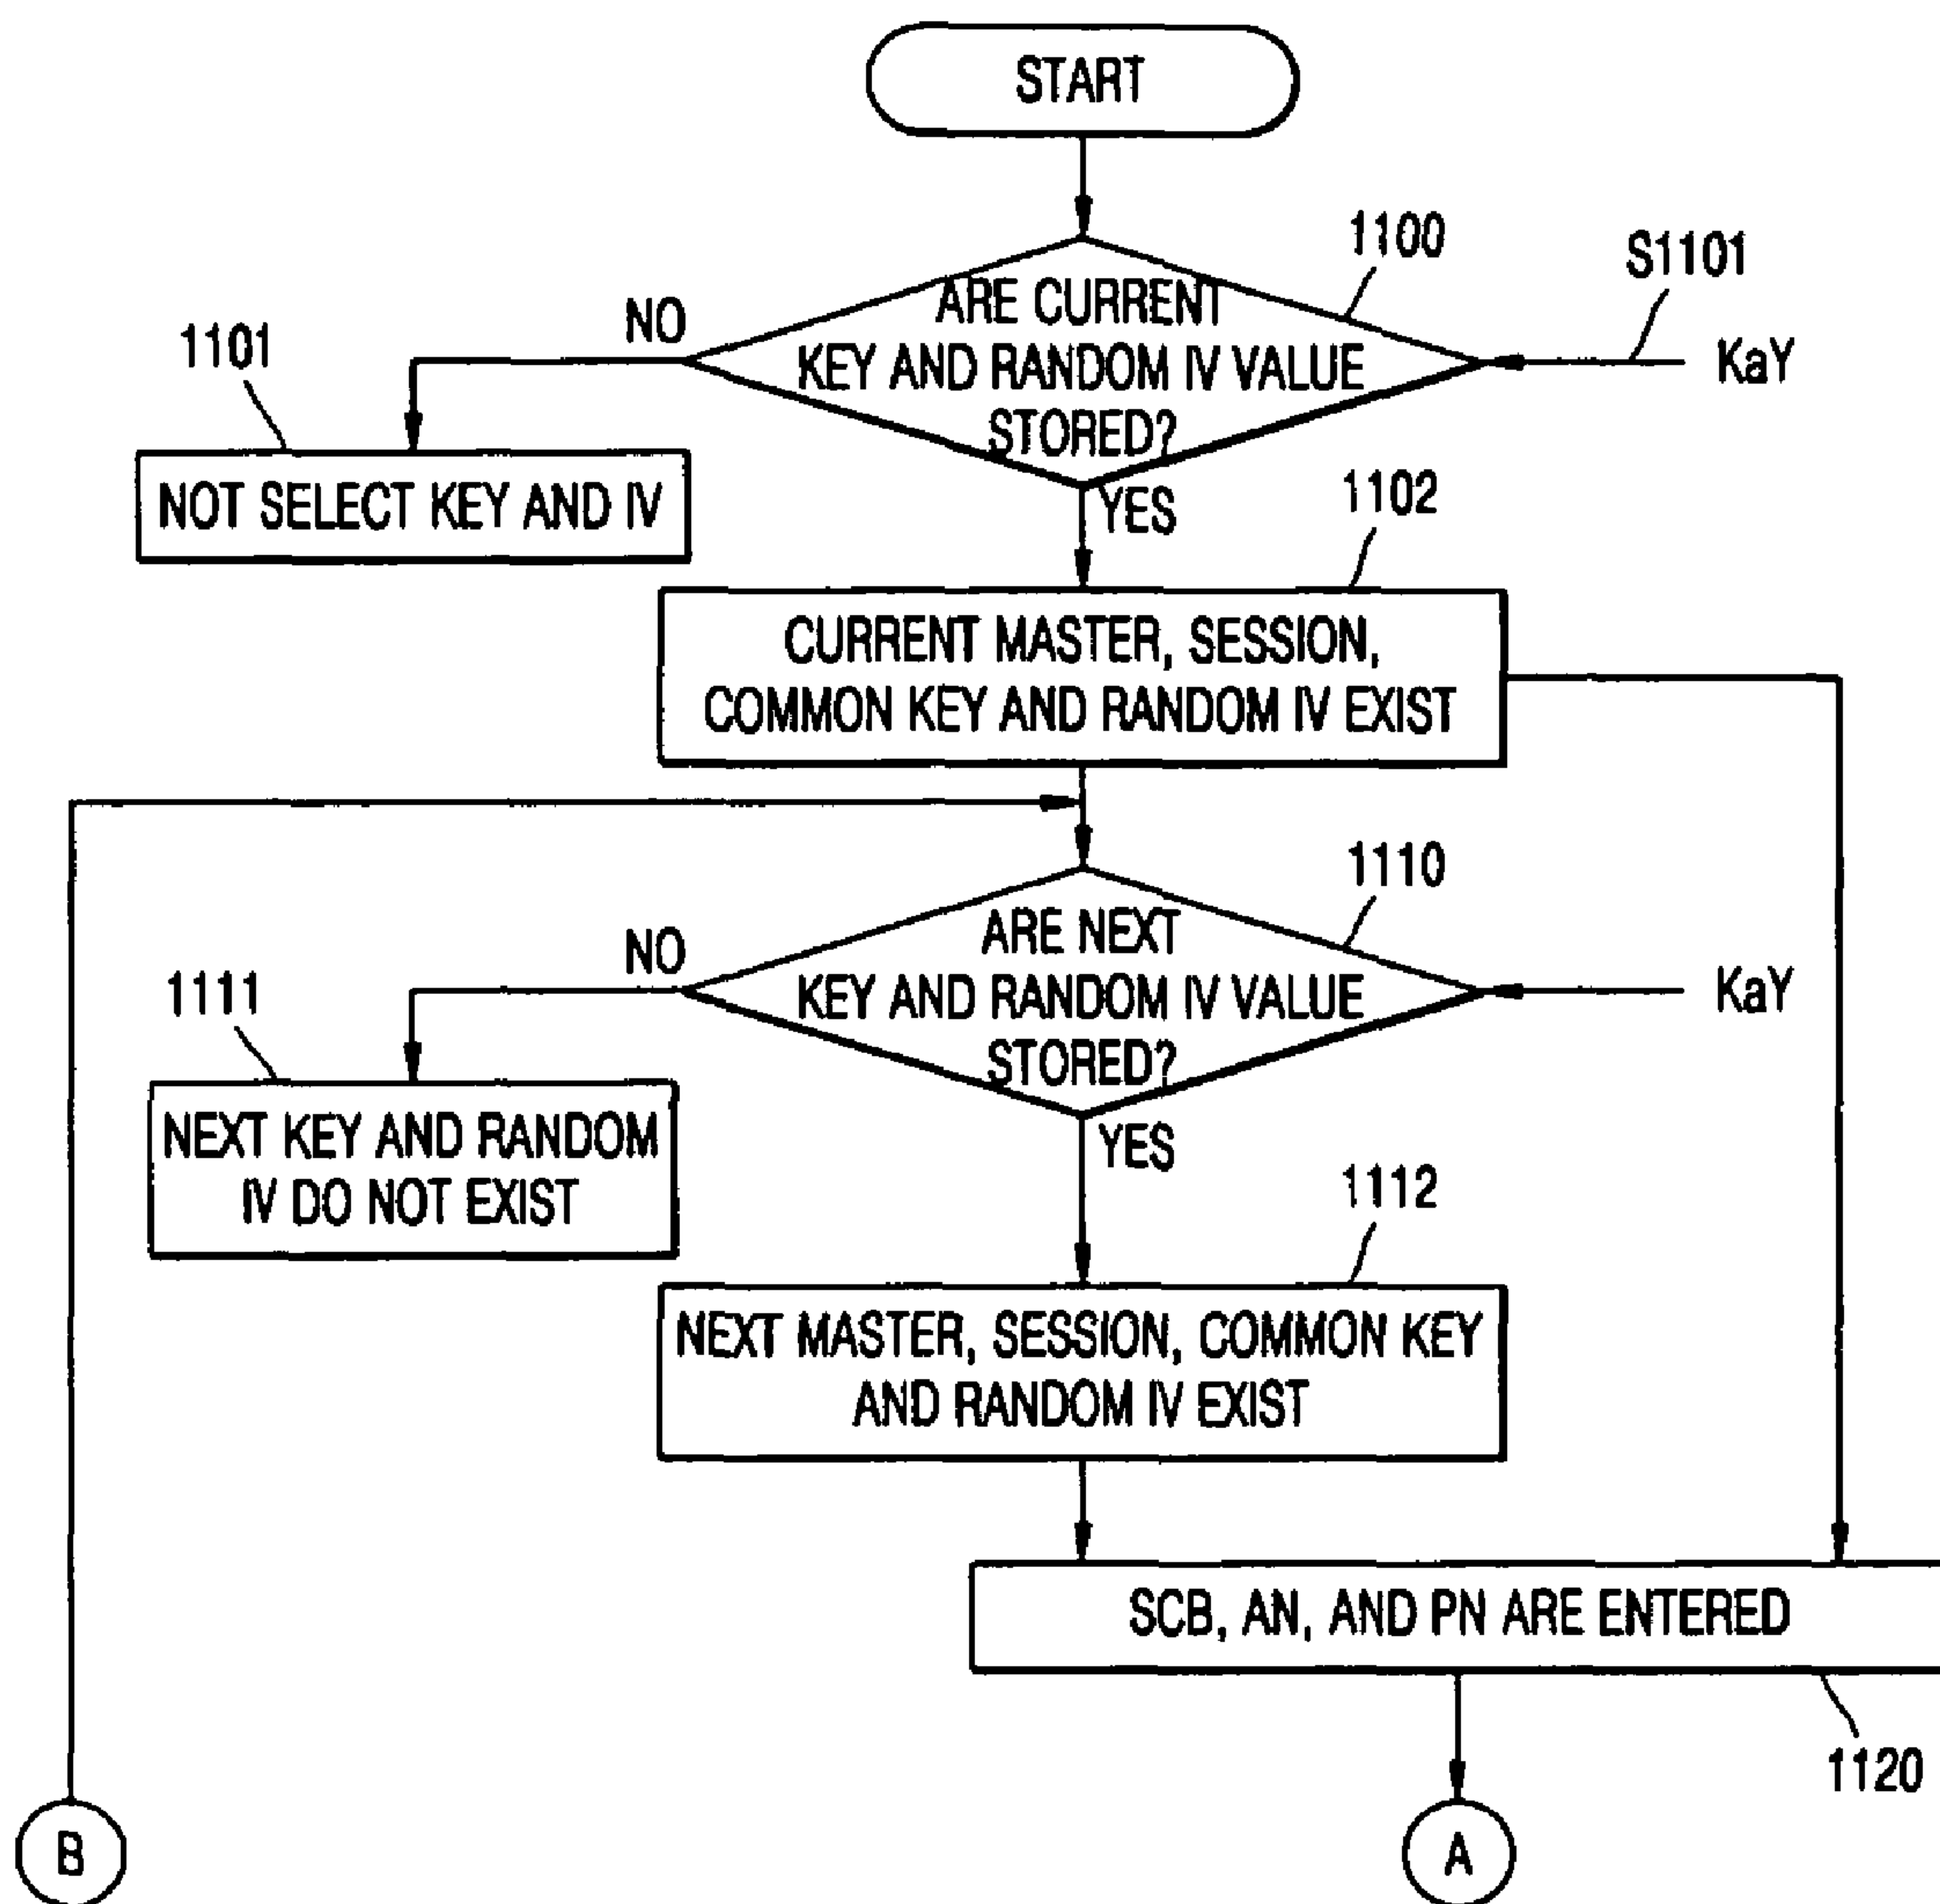 START
1100
S1101
ARE CURRENT
KEY AND RANDOM IV VALUE
STORED?
NO
KaY
1101
NOT SELECT KEY AND IV
YES
1102
CURRENT MASTER, SESSION,
COMMON KEY AND RANDOM IV EXIST
1110
ARE NEXT
KEY AND RANDOM IV VALUE
STORED?
NO
KaY
1111
NEXT KEY AND RANDOM
IV DO NOT EXIST
YES
1112
NEXT MASTER, SESSION, COMMON KEY
AND RANDOM IV EXIST
SCB, AN, AND PN ARE ENTERED
1120
B
A